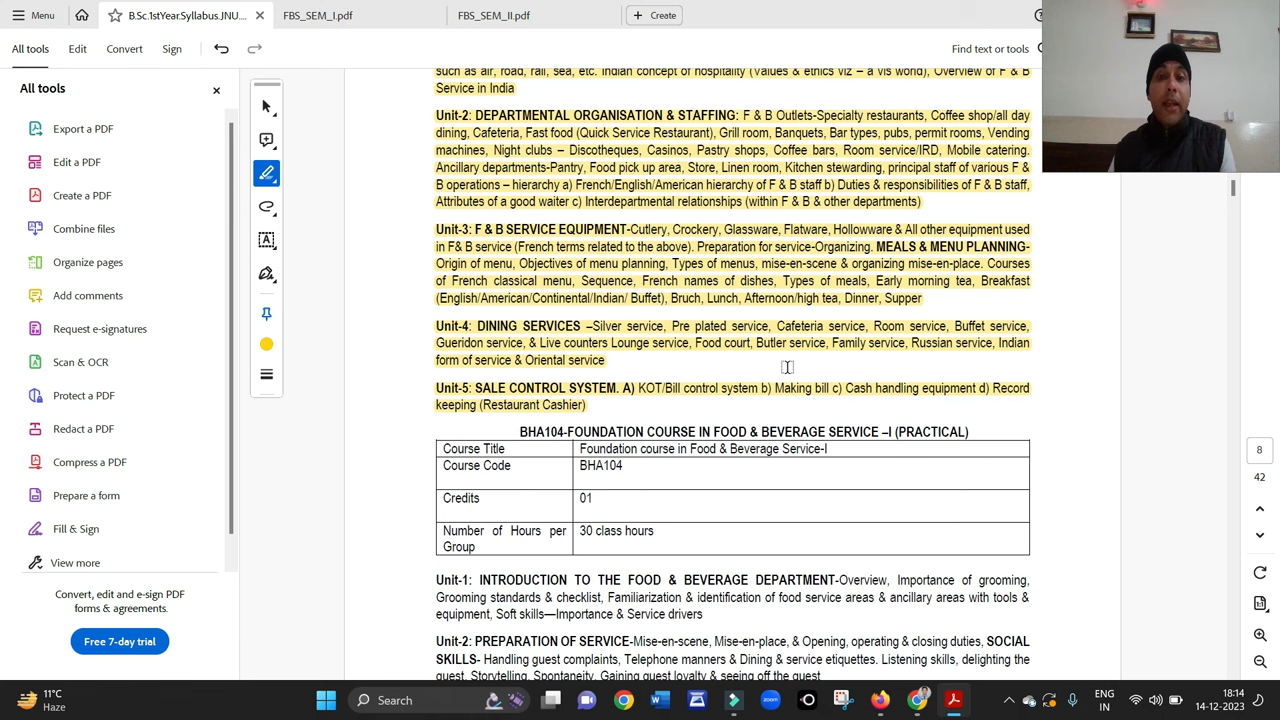 Menu
B.Sc.1stYear.Syllabus.JNU...
FBS_SEM_I.pdf
FBS_SEM_II.pdf
Create
All tools
Edit
Convert
Sign
Find text or tools
All tools
Export a PDF
Edit a PDF
Create a PDF
Combine files
Organize pages
Add comments
Request e-signatures
Scan & OCR
Protect a PDF
Redact a PDF
Compress a PDF
Prepare a form
Fill & Sign
View more
Convert, edit and e-sign PDF
forms & agreements.
Free 7-day trial
such as air, road, rail, sea, etc. Indian concept of hospitality (Values & ethics viz – a vis world), Overview of F & B
Service in India
Unit-2: DEPARTMENTAL ORGANISATION & STAFFING: F & B Outlets-Specialty restaurants, Coffee shop/all day
dining, Cafeteria, Fast food (Quick Service Restaurant), Grill room, Banquets, Bar types, pubs, permit rooms, Vending
machines, Night clubs – Discotheques, Casinos, Pastry shops, Coffee bars, Room service/IRD, Mobile catering.
Ancillary departments-Pantry, Food pick up area, Store, Linen room, Kitchen stewarding, principal staff of various F &
B operations – hierarchy a) French/English/American hierarchy of F & B staff b) Duties & responsibilities of F & B staff,
Attributes of a good waiter c) Interdepartmental relationships (within F & B & other departments)
Unit-3: F & B SERVICE EQUIPMENT-Cutlery, Crockery, Glassware, Flatware, Hollowware & All other equipment used
in F& B service (French terms related to the above). Preparation for service-Organizing. MEALS & MENU PLANNING-
Origin of menu, Objectives of menu planning, Types of menus, mise-en-scene & organizing mise-en-place. Courses
of French classical menu, Sequence, French names of dishes, Types of meals, Early morning tea, Breakfast
(English/American/Continental/Indian/ Buffet), Bruch, Lunch, Afternoon/high tea, Dinner, Supper
Unit-4: DINING SERVICES –Silver service, Pre plated service, Cafeteria service, Room service, Buffet service,
Gueridon service, & Live counters Lounge service, Food court, Butler service, Family service, Russian service, Indian
form of service & Oriental service
Unit-5: SALE CONTROL SYSTEM. A) KOT/Bill control system b) Making bill c) Cash handling equipment d) Record
keeping (Restaurant Cashier)
BHA104-FOUNDATION COURSE IN FOOD & BEVERAGE SERVICE –I (PRACTICAL)
Course Title Foundation course in Food & Beverage Service-I
Course Code BHA104
Credits 01
Number of Hours per 30 class hours
Group
Unit-1: INTRODUCTION TO THE FOOD & BEVERAGE DEPARTMENT-Overview, Importance of grooming,
Grooming standards & checklist, Familiarization & identification of food service areas & ancillary areas with tools &
equipment, Soft skills—Importance & Service drivers
Unit-2: PREPARATION OF SERVICE-Mise-en-scene, Mise-en-place, & Opening, operating & closing duties, SOCIAL
SKILLS- Handling guest complaints, Telephone manners & Dining & service etiquettes. Listening skills, delighting the
guest, Storytelling, Spontaneity, Gaining guest loyalty & seeing off the guest
8
42
11°C
Haze
Search
zoom
ENG
IN
18:14
14-12-2023